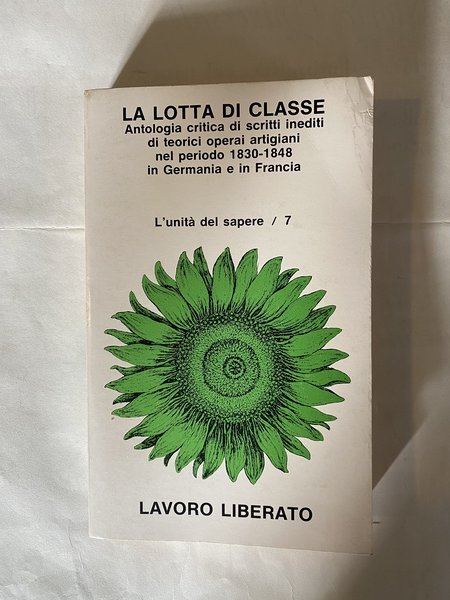 LA LOTTA DI CLASSE
Antologia critica di scritti inediti
di teorici operai artigiani
nel periodo 1830-1848
in Germania e in Francia
L'unità del sapere / 7
LAVORO LIBERATO